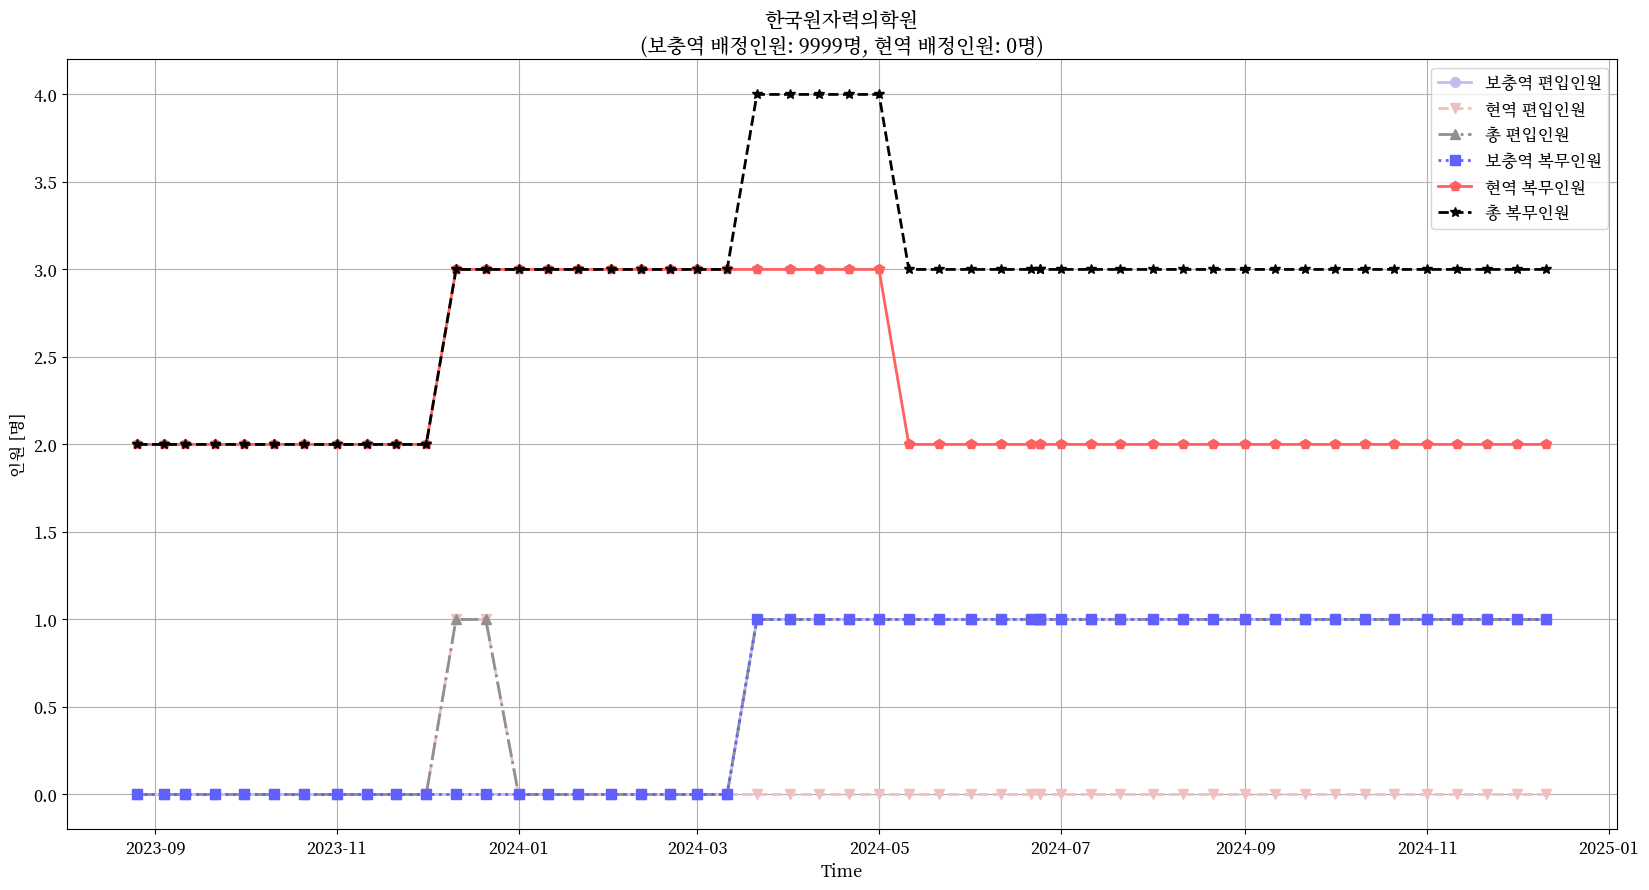 한국원자력의학원
(보충역 배정인원: 9999명, 현역 배정인원: 0명)
보충역 편입인원
현역 편입인원
총 편입인원
보충역 복무인원
현역 복무인원
총 복무인원
인원 [명]
4.0
3.5
3.0
2.5
2.0
1.5
1.0
0.5
0.0
2023-09 2023-11 2024-01 2024-03 2024-05 2024-07 2024-09 2024-11 2025-01
Time